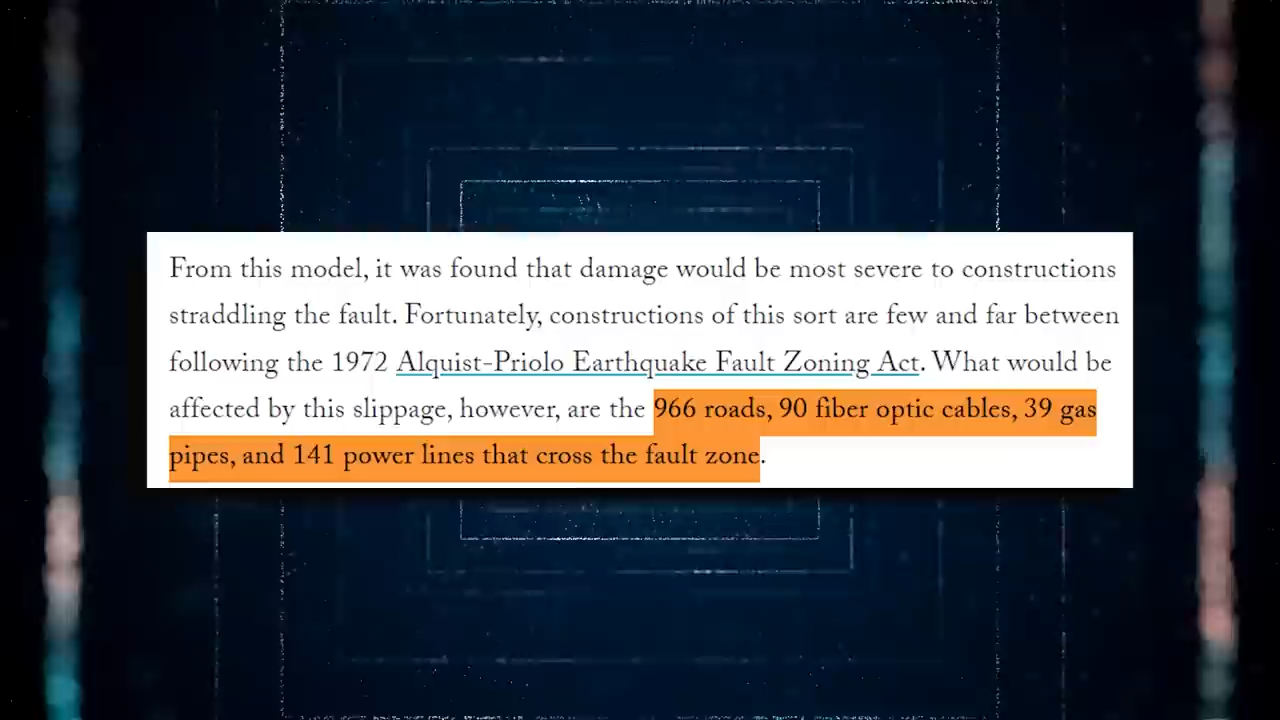 From this model, it was found that damage would be most severe to constructions
straddling the fault. Fortunately, constructions of this sort are few and far between
following the 1972 Alquist-Priolo Earthquake Fault Zoning Act. What would be
affected by this slippage, however, are the 966 roads, 90 fiber optic cables, 39 gas
pipes, and 141 power lines that cross the fault zone.